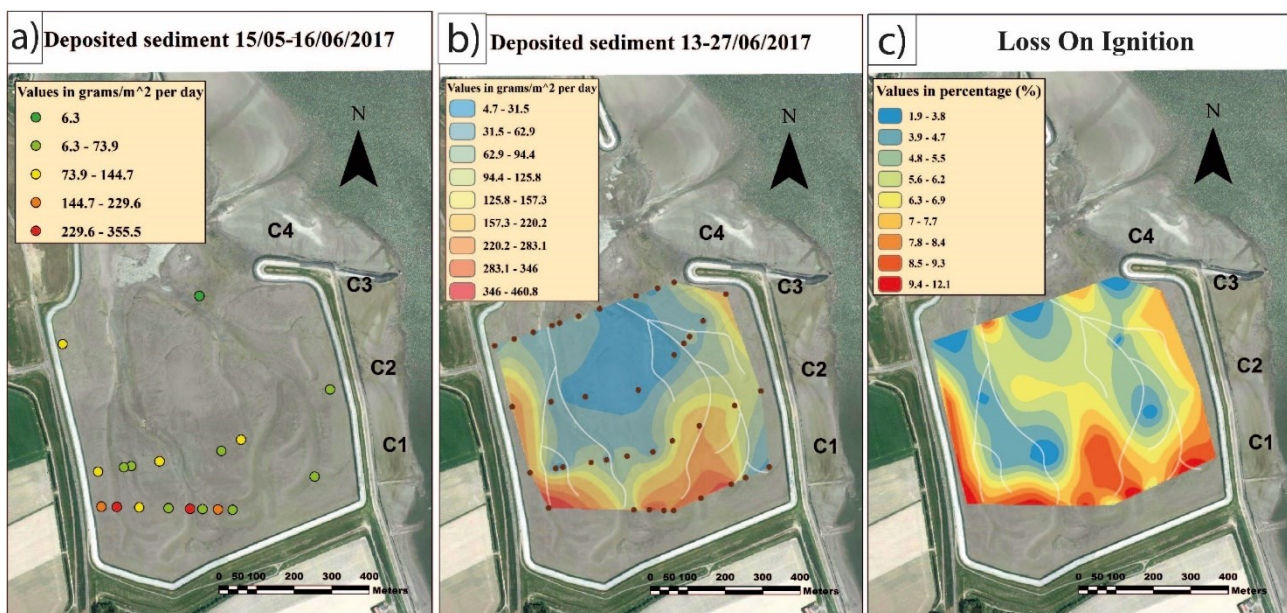 a)
Deposited sediment 15/05-16/06/2017
Values in grams/m^2 per day
6.3
6.3 - 73.9
73.9 - 144.7
144.7 - 229.6
229.6 - 355.5
N
C4
C3
C2
C1
0 50 100 200 300 400
Meters
b)
Deposited sediment 13-27/06/2017
Values in grams/m^2 per day
4.7 - 31.5
31.5 - 62.9
62.9 - 94.4
94.4 - 125.8
125.8 - 157.3
157.3 - 220.2
220.2 - 283.1
283.1 - 346
346 - 460.8
N
C4
C3
C2
C1
0 50 100 200 300 400
Meters
c)
Loss On Ignition
Values in percentage (%)
1.9 - 3.8
3.9 - 4.7
4.8 - 5.5
5.6 - 6.2
6.3 - 6.9
7 - 7.7
7.8 - 8.4
8.5 - 9.3
9.4 - 12.1
N
C4
C3
C2
C1
0 50 100 200 300 400
Meters